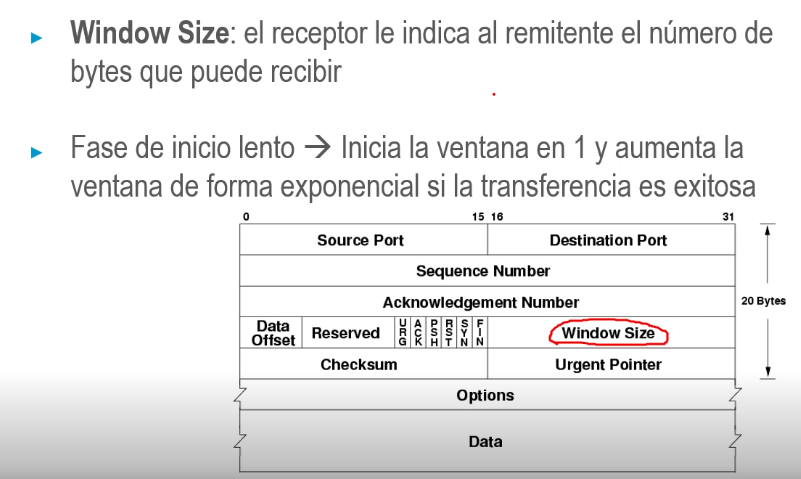 Window Size: el receptor le indica al remitente el número de
bytes que puede recibir
Fase de inicio lento → Inicia la ventana en 1 y aumenta la
ventana de forma exponencial si la transferencia es exitosa
0 15 16 31
Source Port Destination Port
Sequence Number
Acknowledgement Number
20 Bytes
Data Offset Reserved URG ACK PSH RST SYN FIN Window Size
Checksum Urgent Pointer
Options
Data